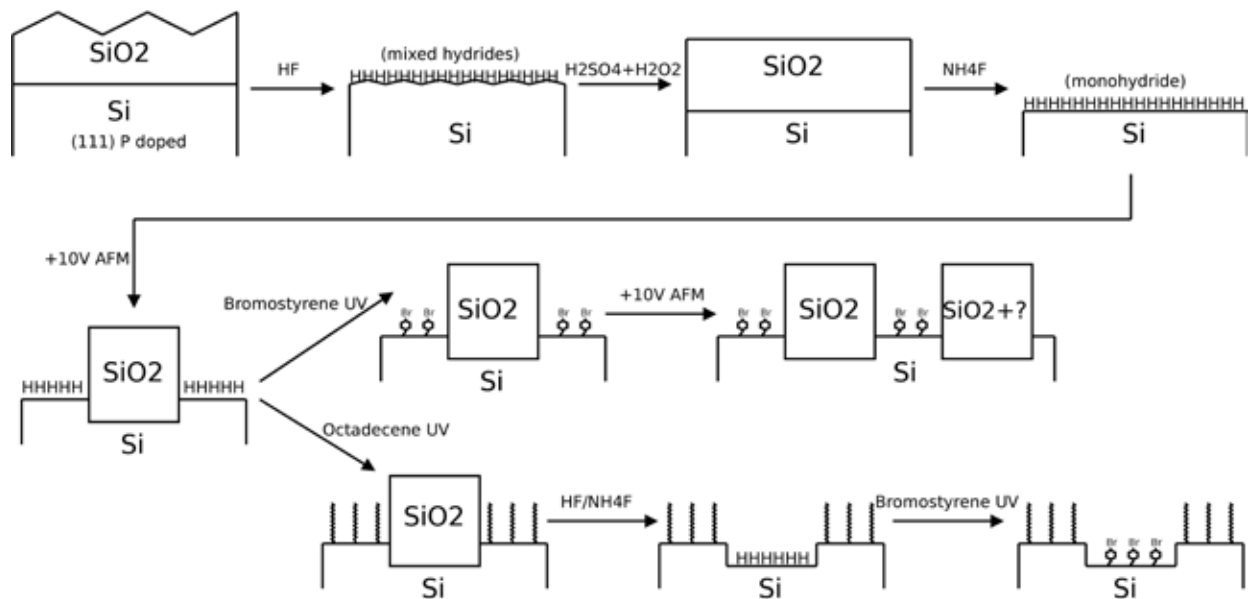 SiO2
Si
(111) P doped
HF
(mixed hydrides)
HHHHHHHHHHHHHHHHHHH
Si
H2SO4+H2O2
SiO2
Si
NH4F
(monohydride)
HHHHHHHHHHHHHHHHHH
Si
+10V AFM
HHHHH
SiO2
HHHHH
Si
Bromostyrene UV
Br Br
SiO2
Br Br
Si
+10V AFM
Br Br
SiO2
Br Br
SiO2+?
Si
Octadecene UV
SiO2
Si
HF/NH4F
HHHHHH
Si
Bromostyrene UV
Br Br Br
Si